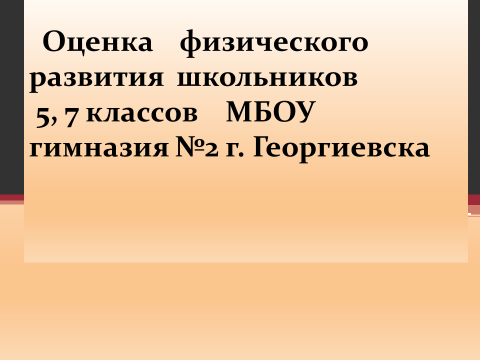 Оценка физического
развития школьников
5, 7 классов МБОУ
гимназия №2 г. Георгиевска